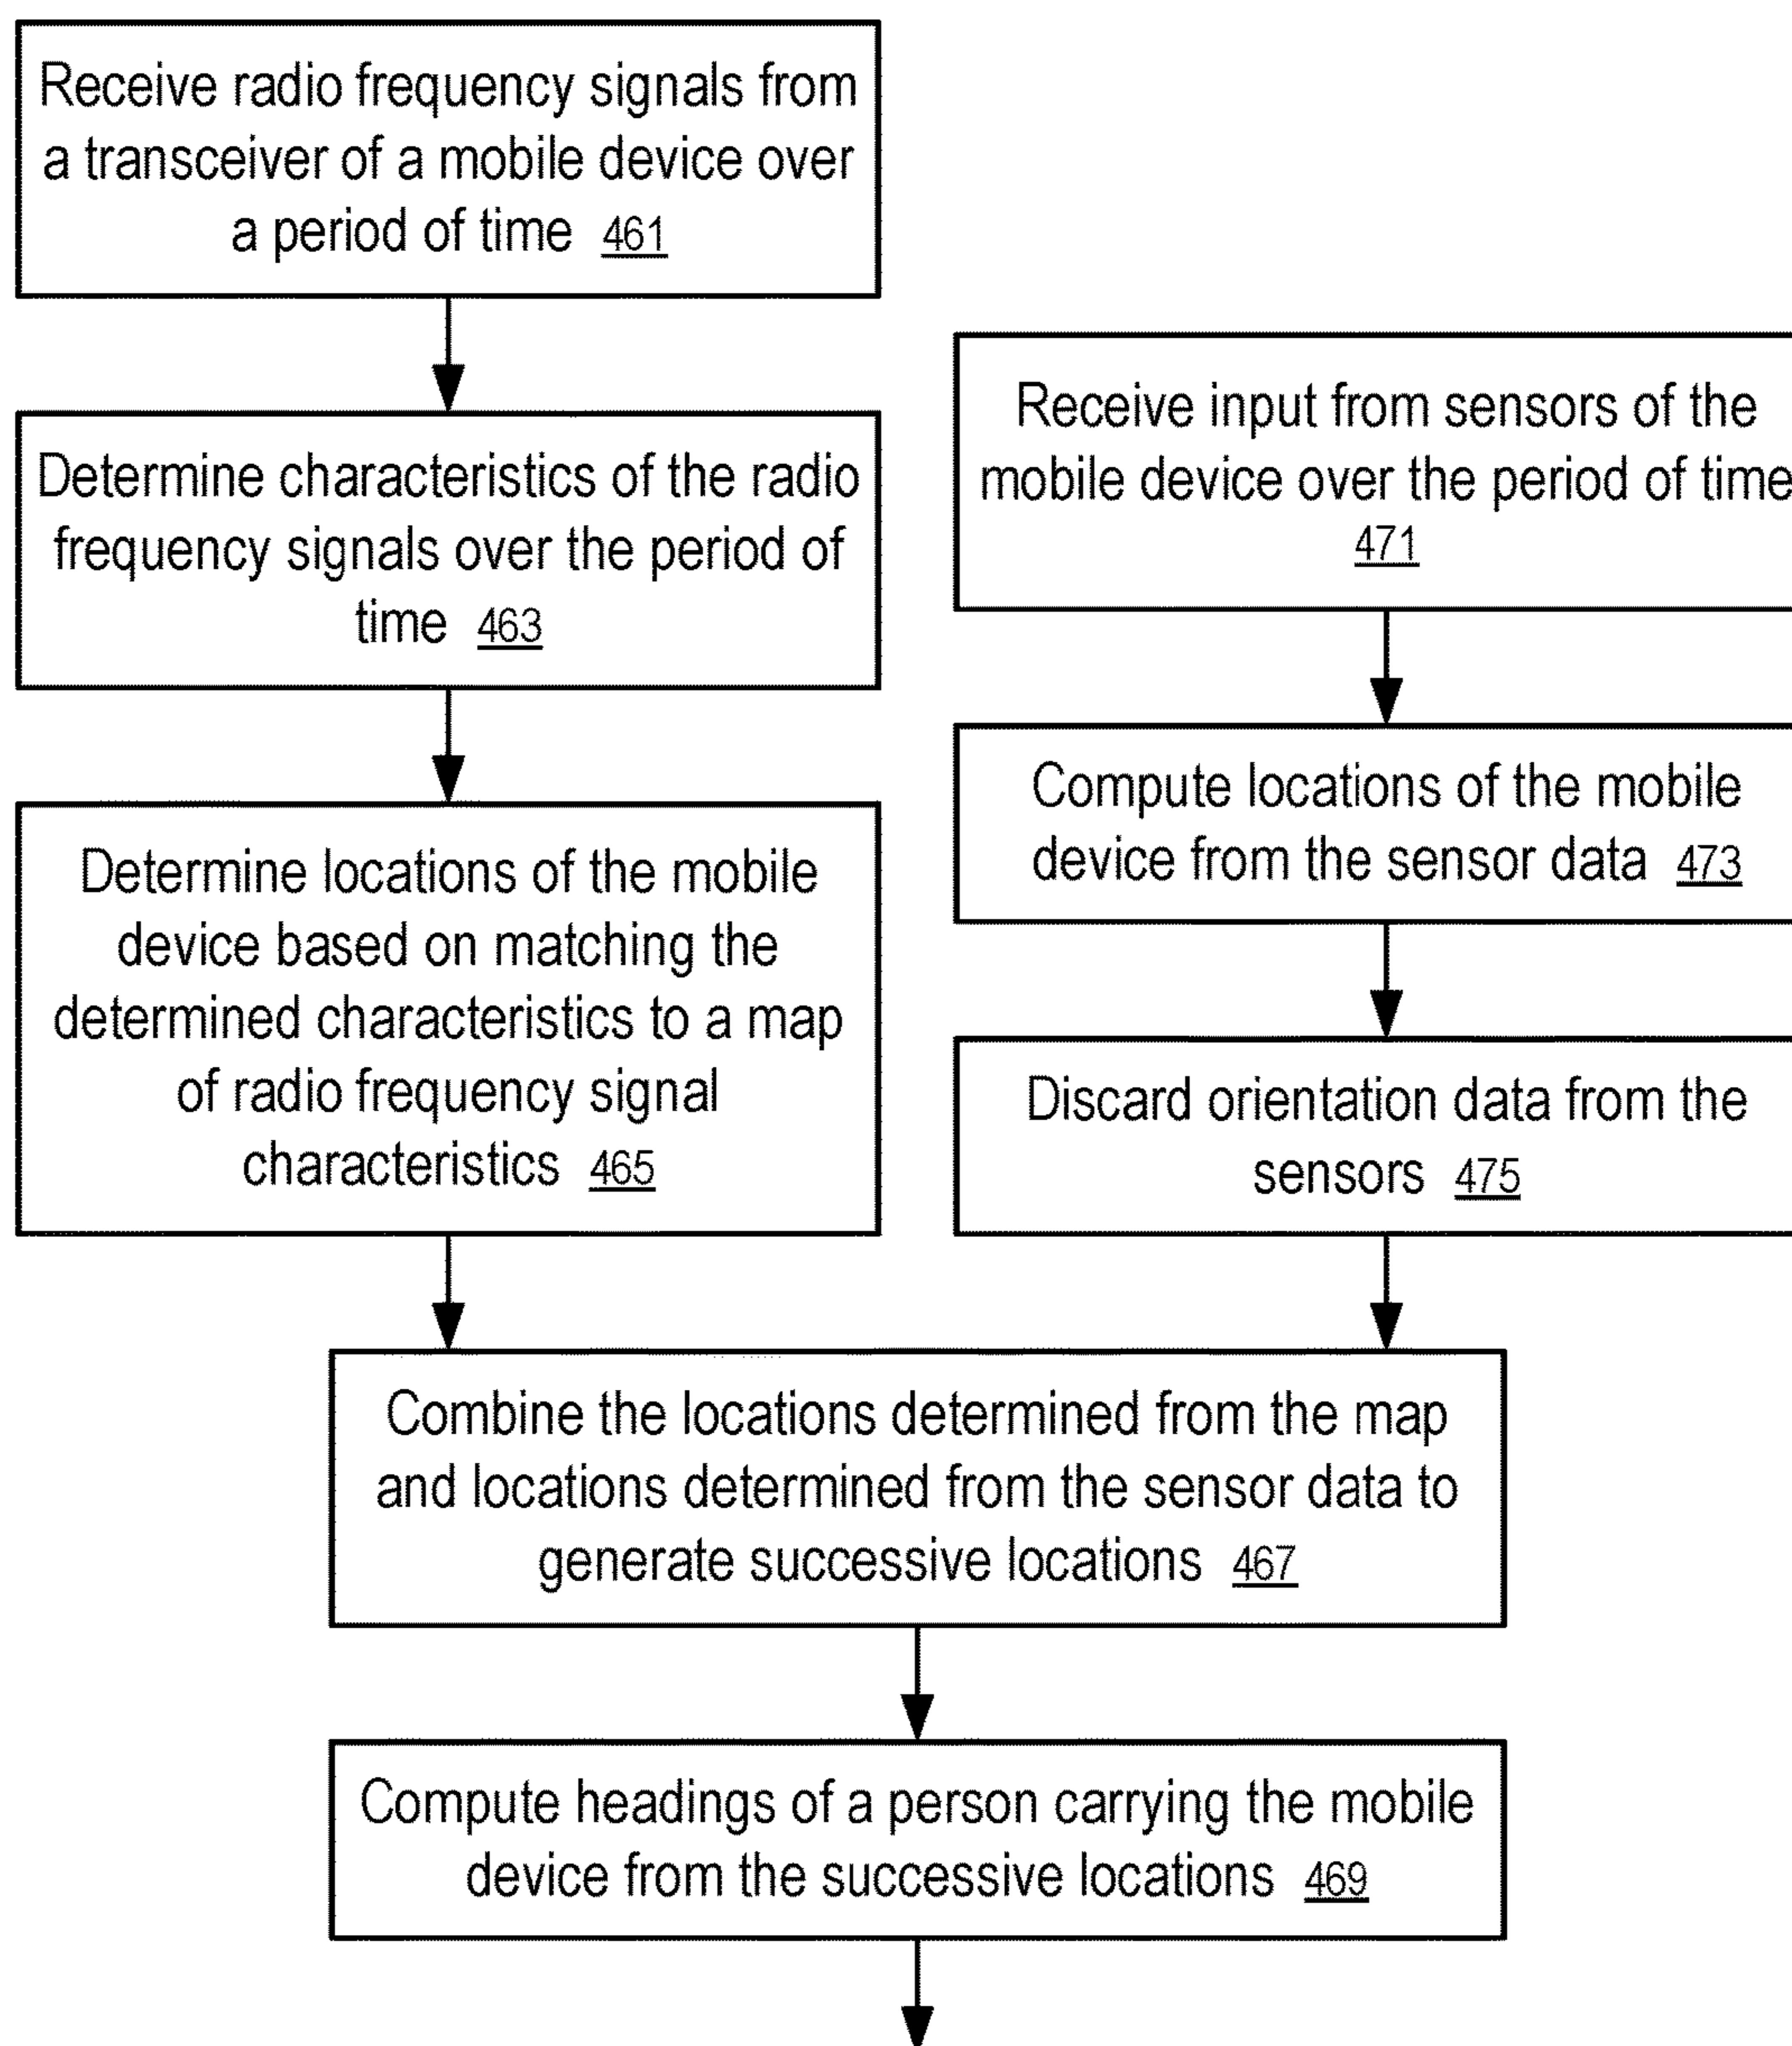 Receive radio frequency signals from
a transceiver of a mobile device over
a period of time 461
Determine characteristics of the radio
frequency signals over the period of
time 463
Determine locations of the mobile
device based on matching the
determined characteristics to a map
of radio frequency signal
characteristics 465
Receive input from sensors of the
mobile device over the period of time
471
Compute locations of the mobile
device from the sensor data 473
Discard orientation data from the
sensors 475
Combine the locations determined from the map
and locations determined from the sensor data to
generate successive locations 467
Compute headings of a person carrying the mobile
device from the successive locations 469